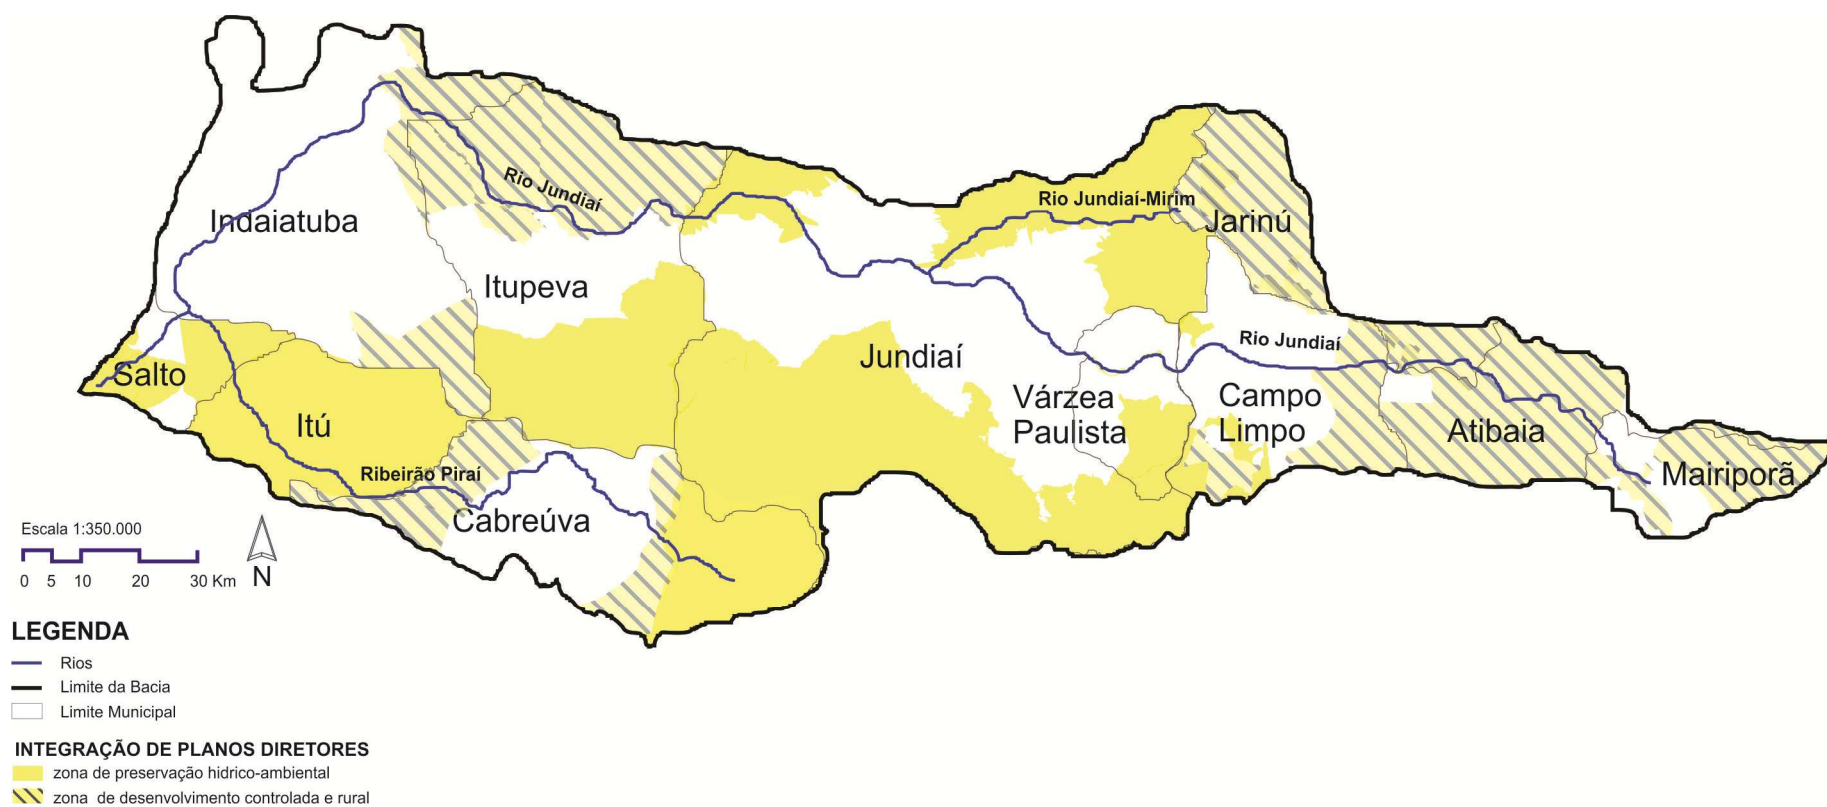 Rio Jundiaí
Rio Jundiaí-Mirim
Indaiatuba
Jarinú
Itupeva
Rio Jundiaí
Jundiaí
Salto
Várzea
Paulista
Campo
Limpo
Itú
Atibaia
Ribeirão Piraí
Mairiporã
Cabreúva
Escala 1:350.000
0 5 10 20 30 Km
N
LEGENDA
Rios
Limite da Bacia
Limite Municipal
INTEGRAÇÃO DE PLANOS DIRETORES
zona de preservação hidrico-ambiental
zona de desenvolvimento controlada e rural